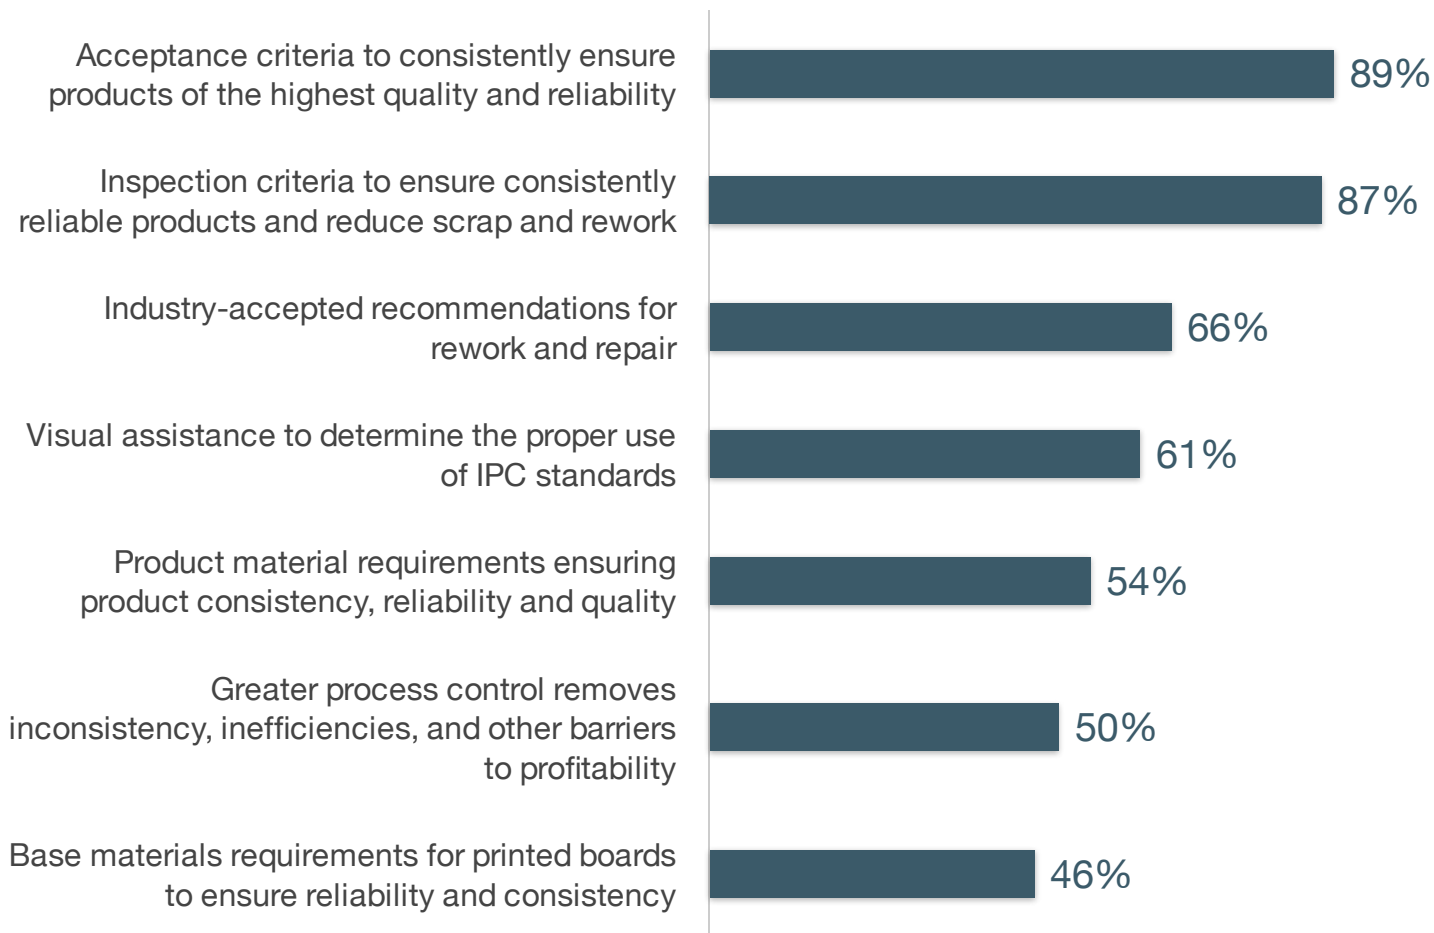 Acceptance criteria to consistently ensure
products of the highest quality and reliability
89%
Inspection criteria to ensure consistently
reliable products and reduce scrap and rework
87%
Industry-accepted recommendations for
rework and repair
66%
Visual assistance to determine the proper use
of IPC standards
61%
Product material requirements ensuring
product consistency, reliability and quality
54%
Greater process control removes
inconsistency, inefficiencies, and other barriers
to profitability
50%
Base materials requirements for printed boards
to ensure reliability and consistency
46%